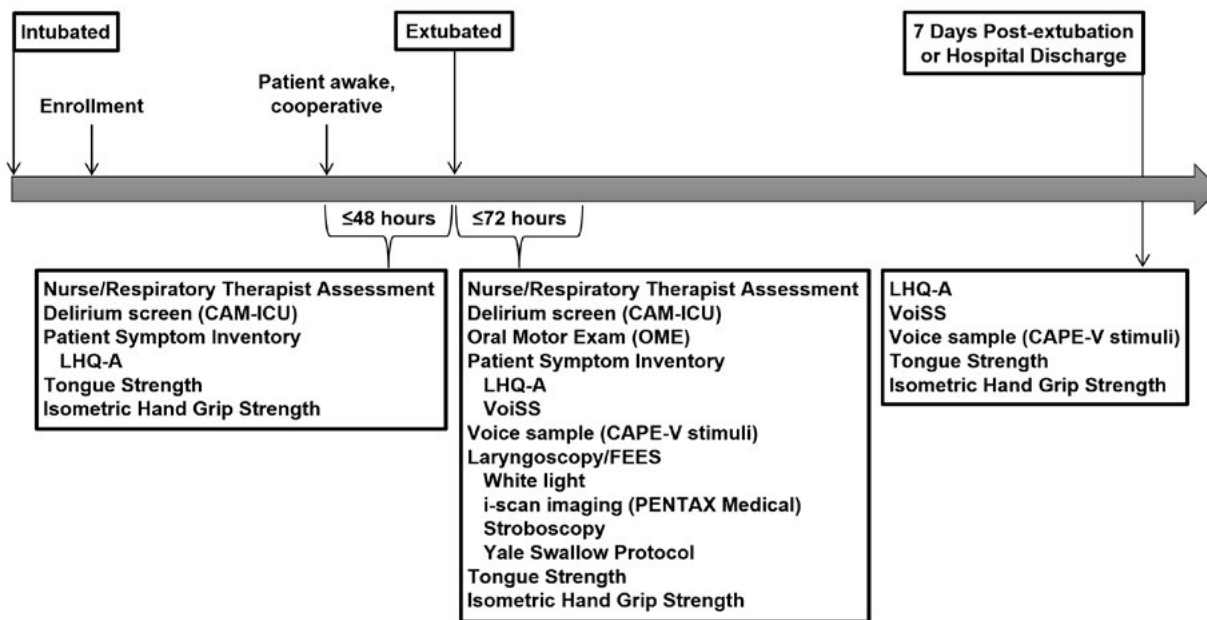 Intubated
Extubated
7 Days Post-extubation
or Hospital Discharge
Enrollment
Patient awake,
cooperative
≤48 hours
≤72 hours
Nurse/Respiratory Therapist Assessment
Delirium screen (CAM-ICU)
Patient Symptom Inventory
LHQ-A
Tongue Strength
Isometric Hand Grip Strength
Nurse/Respiratory Therapist Assessment
Delirium screen (CAM-ICU)
Oral Motor Exam (OME)
Patient Symptom Inventory
LHQ-A
VoiSS
Voice sample (CAPE-V stimuli)
Laryngoscopy/FEES
White light
i-scan imaging (PENTAX Medical)
Stroboscopy
Yale Swallow Protocol
Tongue Strength
Isometric Hand Grip Strength
LHQ-A
VoiSS
Voice sample (CAPE-V stimuli)
Tongue Strength
Isometric Hand Grip Strength